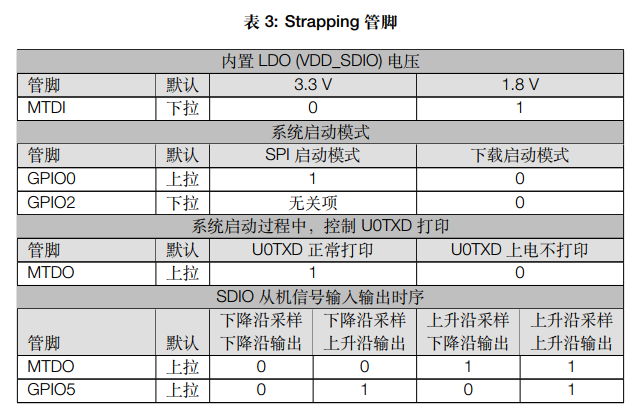 表 3: Strapping 管脚
内置 LDO (VDD_SDIO) 电压
管脚 默认 3.3 V 1.8 V
MTDI 下拉 0 1
系统启动模式
管脚 默认 SPI 启动模式 下载启动模式
GPIO0 上拉 1 0
GPIO2 下拉 无关项 0
系统启动过程中，控制 U0TXD 打印
管脚 默认 U0TXD 正常打印 U0TXD 上电不打印
MTDO 上拉 1 0
SDIO 从机信号输入输出时序
下降沿采样 下降沿采样 上升沿采样 上升沿采样
管脚 默认 下降沿输出 上升沿输出 下降沿输出 上升沿输出
MTDO 上拉 0 0 1 1
GPIO5 上拉 0 1 0 1